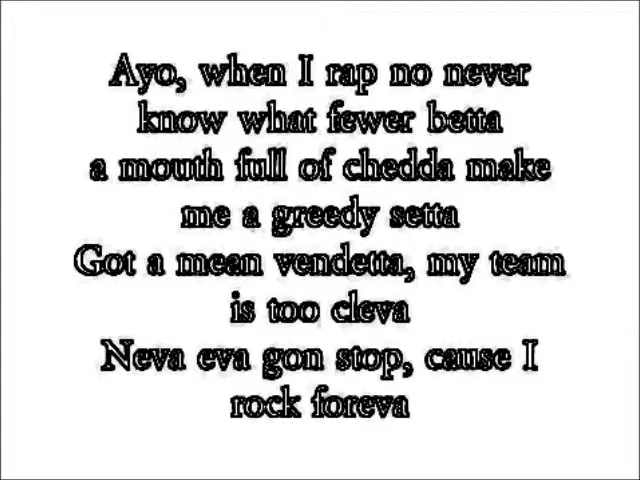 Ayo, when I rap no never
know what fewer betta
a mouth full of chedda make
me a greedy setta
Got a mean vendetta, my team
is too cleva
Neva eva gon stop, cause I
rock foreva